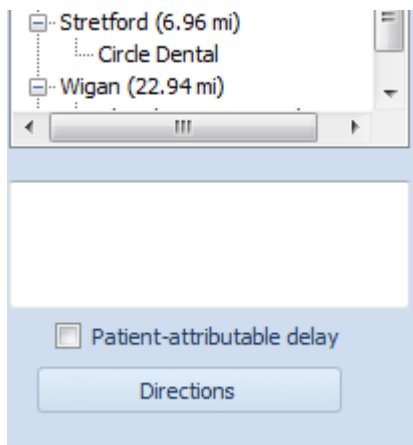 Stretford (6.96 mi)
Circle Dental
Wigan (22.94 mi)
Patient-attributable delay
Directions